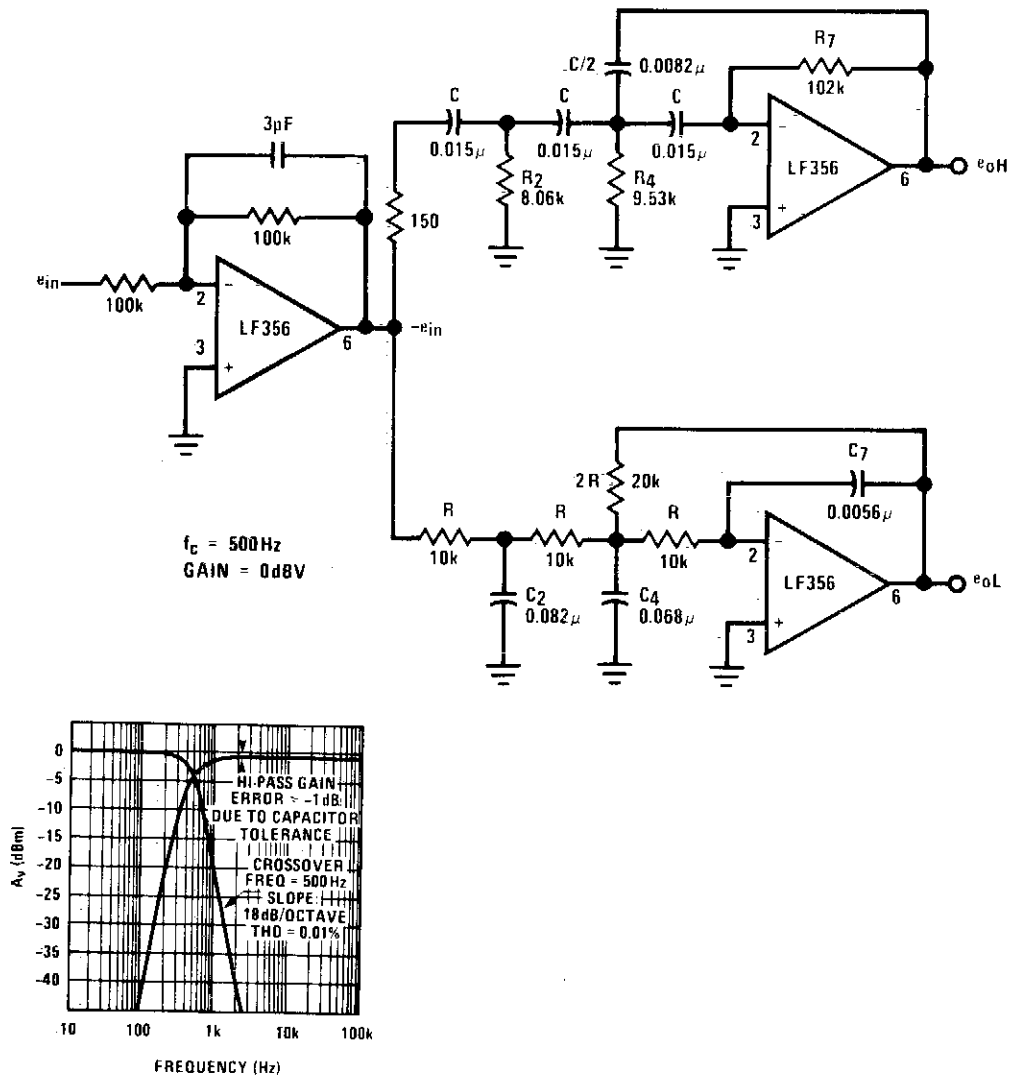 R7
C/2 0.0082μ
102k
C C C
3pF
2 −
0.015μ 0.015μ 0.015μ
LF356
6 eoH
R2
8.06k
R4
9.53k
3 +
150
100k
ein
100k
2 −
LF356
6 −ein
3 +
C7
2R 20k
0.0056μ
R R R
10k 10k 10k
2 −
fc = 500Hz
GAIN = 0dBV
LF356
6 eoL
C2
0.082μ
C4
0.068μ
3 +
0
−5
−10
−15
−20
−25
−30
−35
−40
Av (dBm)
HI-PASS GAIN
ERROR ≈ −1dB
DUE TO CAPACITOR
TOLERANCE
CROSSOVER
FREQ = 500Hz
SLOPE
18dB/OCTAVE
THD = 0.01%
10 100 1k 10k 100k
FREQUENCY (Hz)